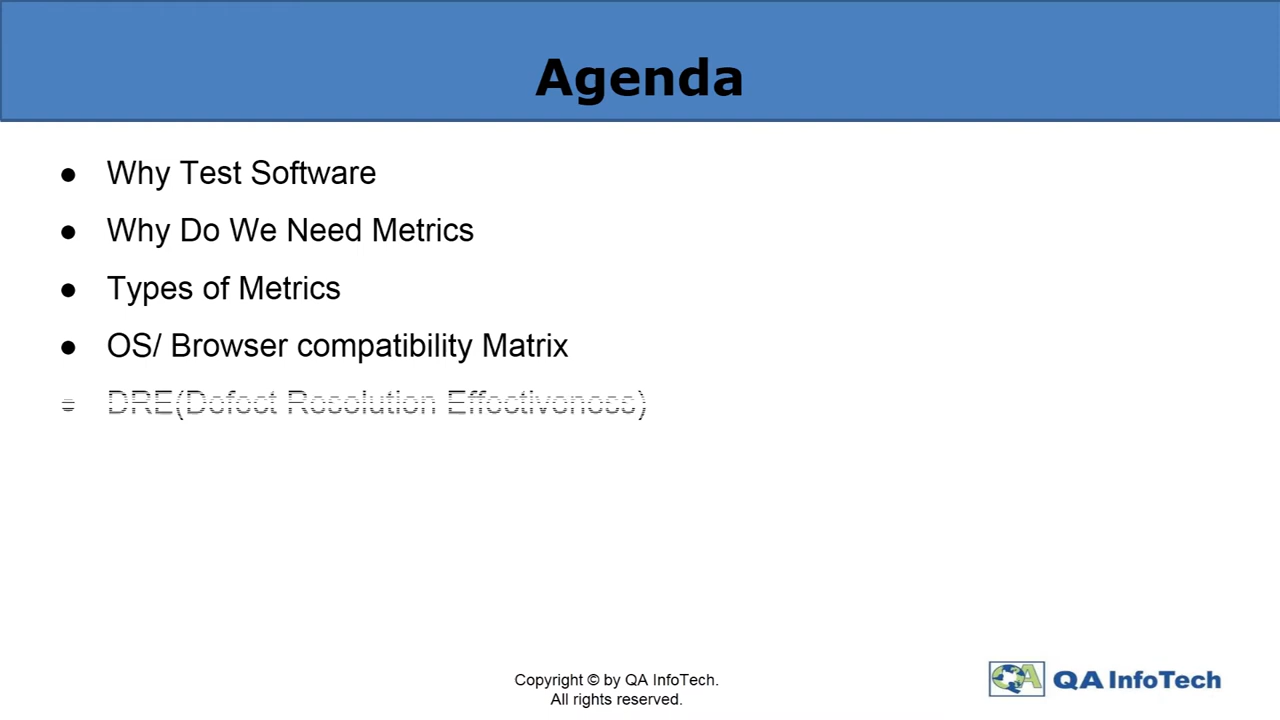 Agenda
● Why Test Software
● Why Do We Need Metrics
● Types of Metrics
● OS/ Browser compatibility Matrix
● DRE(Defect Resolution Effectiveness)
Copyright © by QA InfoTech.
All rights reserved.
QA QA InfoTech